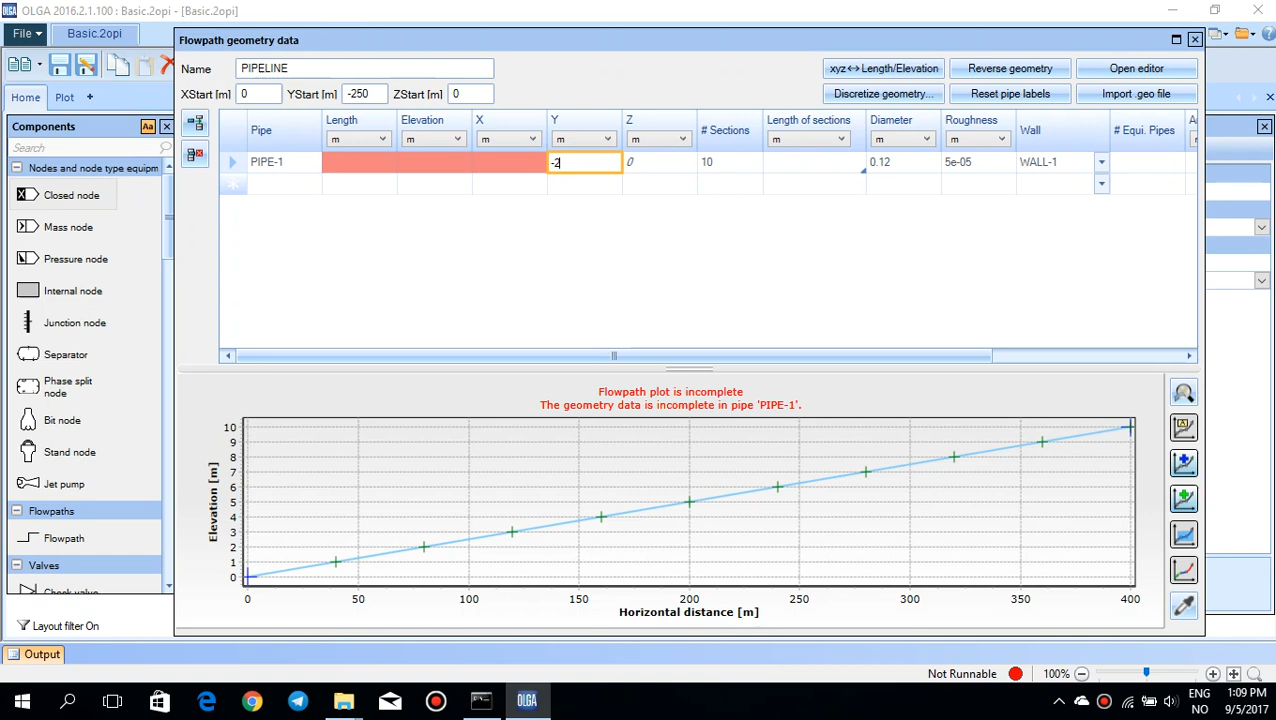 OLGA 2016.2.1.100 : Basic.2opi - [Basic.2opi]
File
Basic.2opi
Home
Plot
Components
Aa
Search
Nodes and node type equipm
Closed node
Mass node
Pressure node
Internal node
Junction node
Separator
Phase split
node
Bit node
Stand node
Jet pump
Flowpaths
Flowpath
Valves
Check valve
Layout filter On
Output
Flowpath geometry data
Name PIPELINE
XStart [m] 0 YStart [m] -250 ZStart [m] 0
xyz<->Length/Elevation Reverse geometry Open editor
Discretize geometry... Reset pipe labels Import .geo file
Pipe Length Elevation X Y Z # Sections Length of sections Diameter Roughness Wall # Equi. Pipes
m m m m m m m m
PIPE-1 -2 0 10 0.12 5e-05 WALL-1
Flowpath plot is incomplete
The geometry data is incomplete in pipe 'PIPE-1'.
Elevation [m]
10
9
8
7
6
5
4
3
2
1
0
0 50 100 150 200 250 300 350 400
Horizontal distance [m]
Not Runnable 100%
OLGA
ENG 1:09 PM
NO 9/5/2017